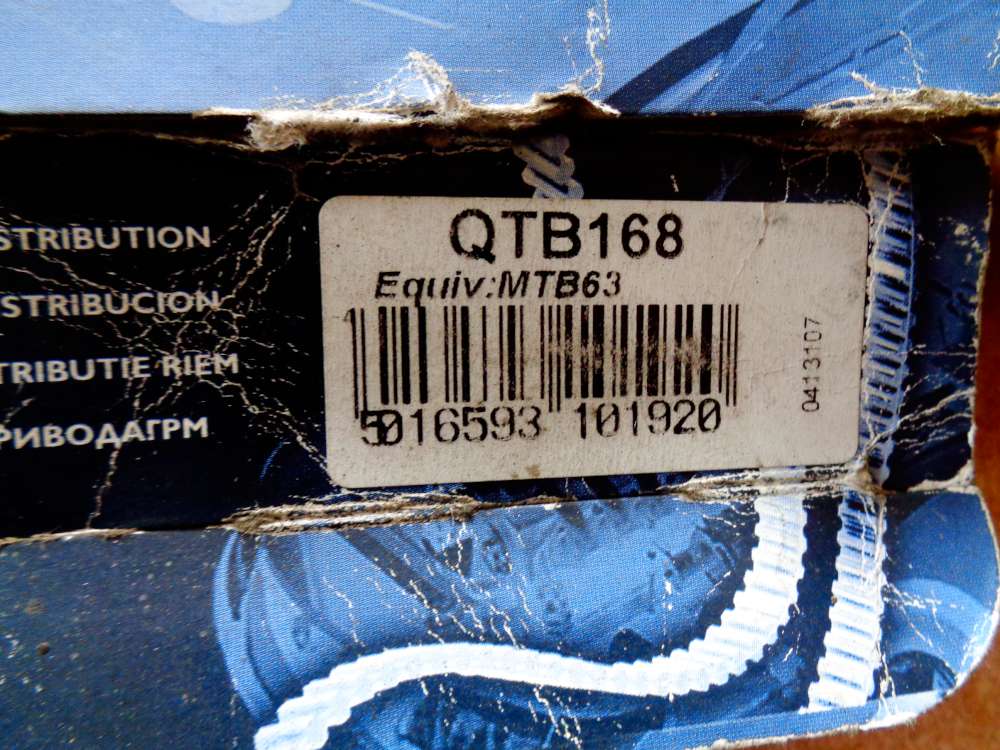 STRIBUTION
STRIBUCION
TRIBUTIE RIEM
РИВОДАГРМ
QTB168
Equiv:MTB63
5016593 101920
0413107